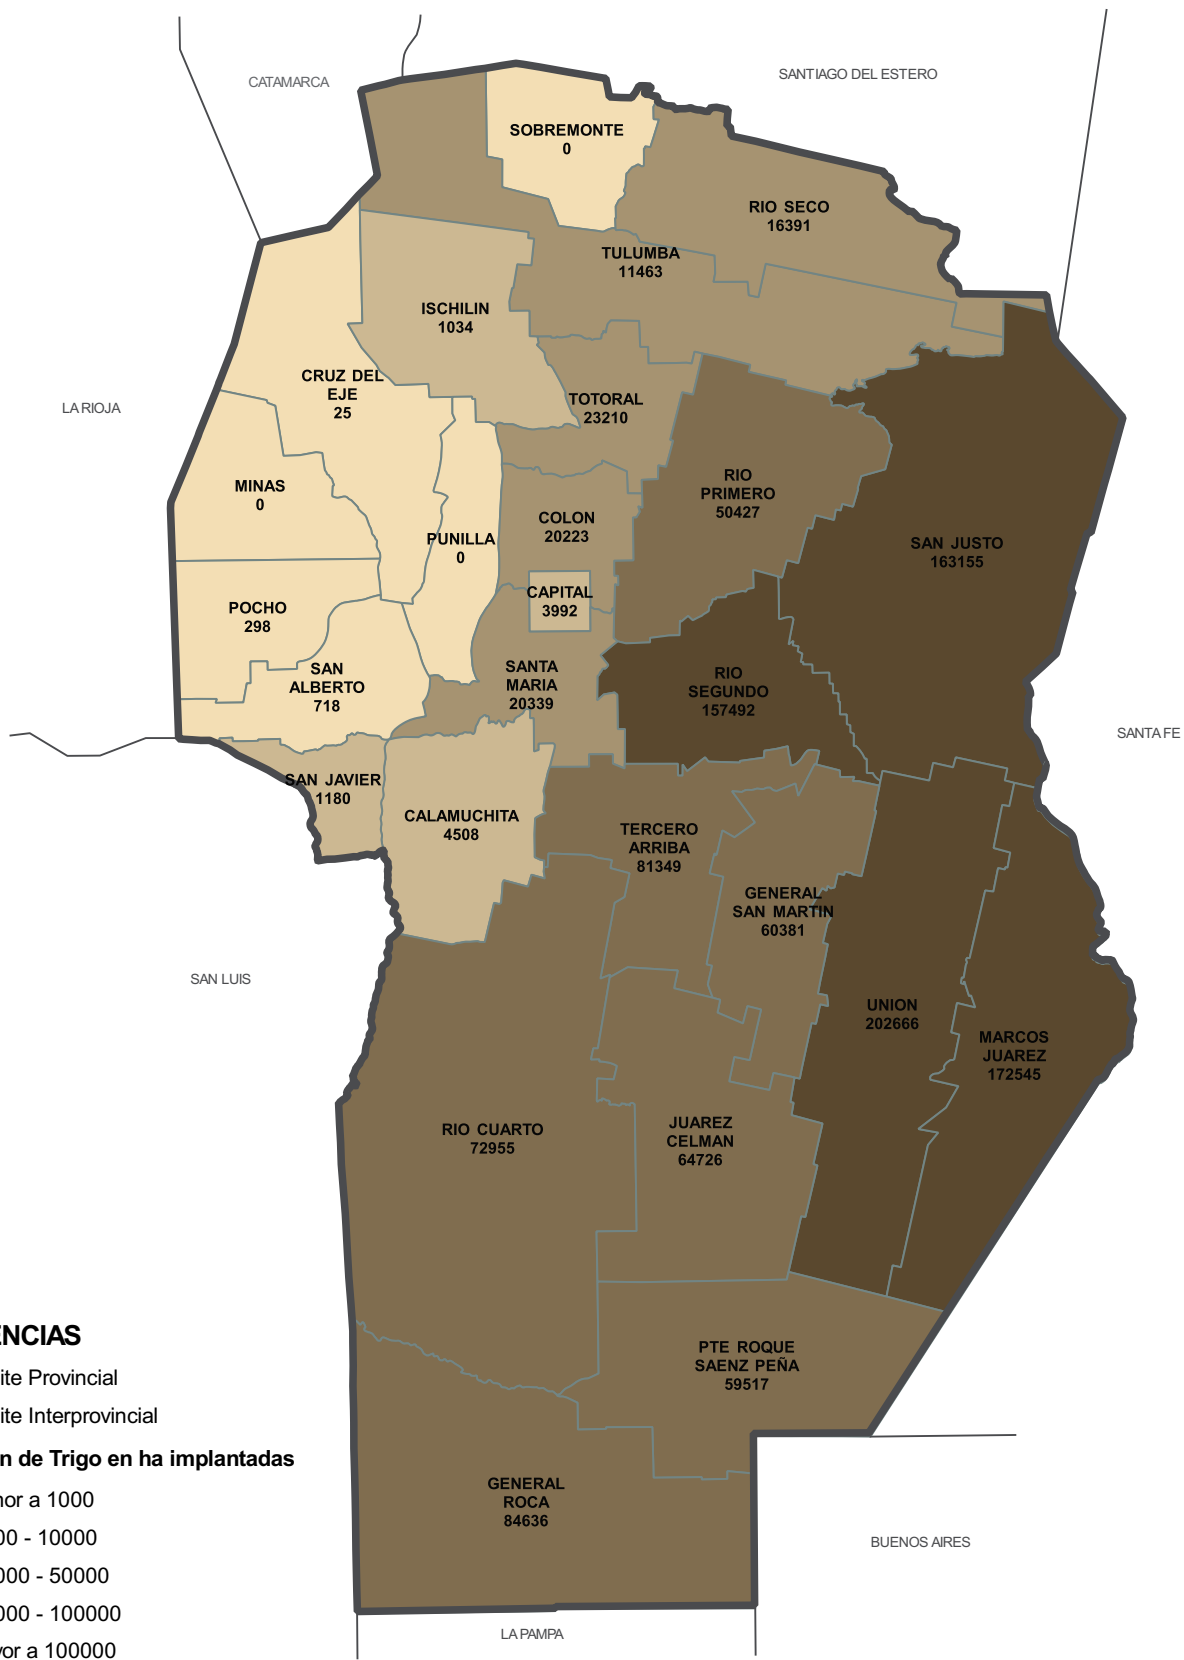 CATAMARCA
SANTIAGO DEL ESTERO
SOBREMONTE
0
RIO SECO
16391
TULUMBA
11463
ISCHILIN
1034
CRUZ DEL
EJE
25
LA RIOJA
TOTORAL
23210
MINAS
0
RIO
PRIMERO
50427
COLON
20223
PUNILLA
0
SAN JUSTO
163155
CAPITAL
3992
POCHO
298
SAN
ALBERTO
718
SANTA
MARIA
20339
RIO
SEGUNDO
157492
SANTA FE
SAN JAVIER
1180
CALAMUCHITA
4508
TERCERO
ARRIBA
81349
GENERAL
SAN MARTIN
60381
SAN LUIS
UNION
202666
MARCOS
JUAREZ
172545
RIO CUARTO
72955
JUAREZ
CELMAN
64726
PTE ROQUE
SAENZ PEÑA
59517
GENERAL
ROCA
84636
BUENOS AIRES
LA PAMPA
ENCIAS
ite Provincial
ite Interprovincial
n de Trigo en ha implantadas
nor a 1000
00 - 10000
000 - 50000
000 - 100000
yor a 100000